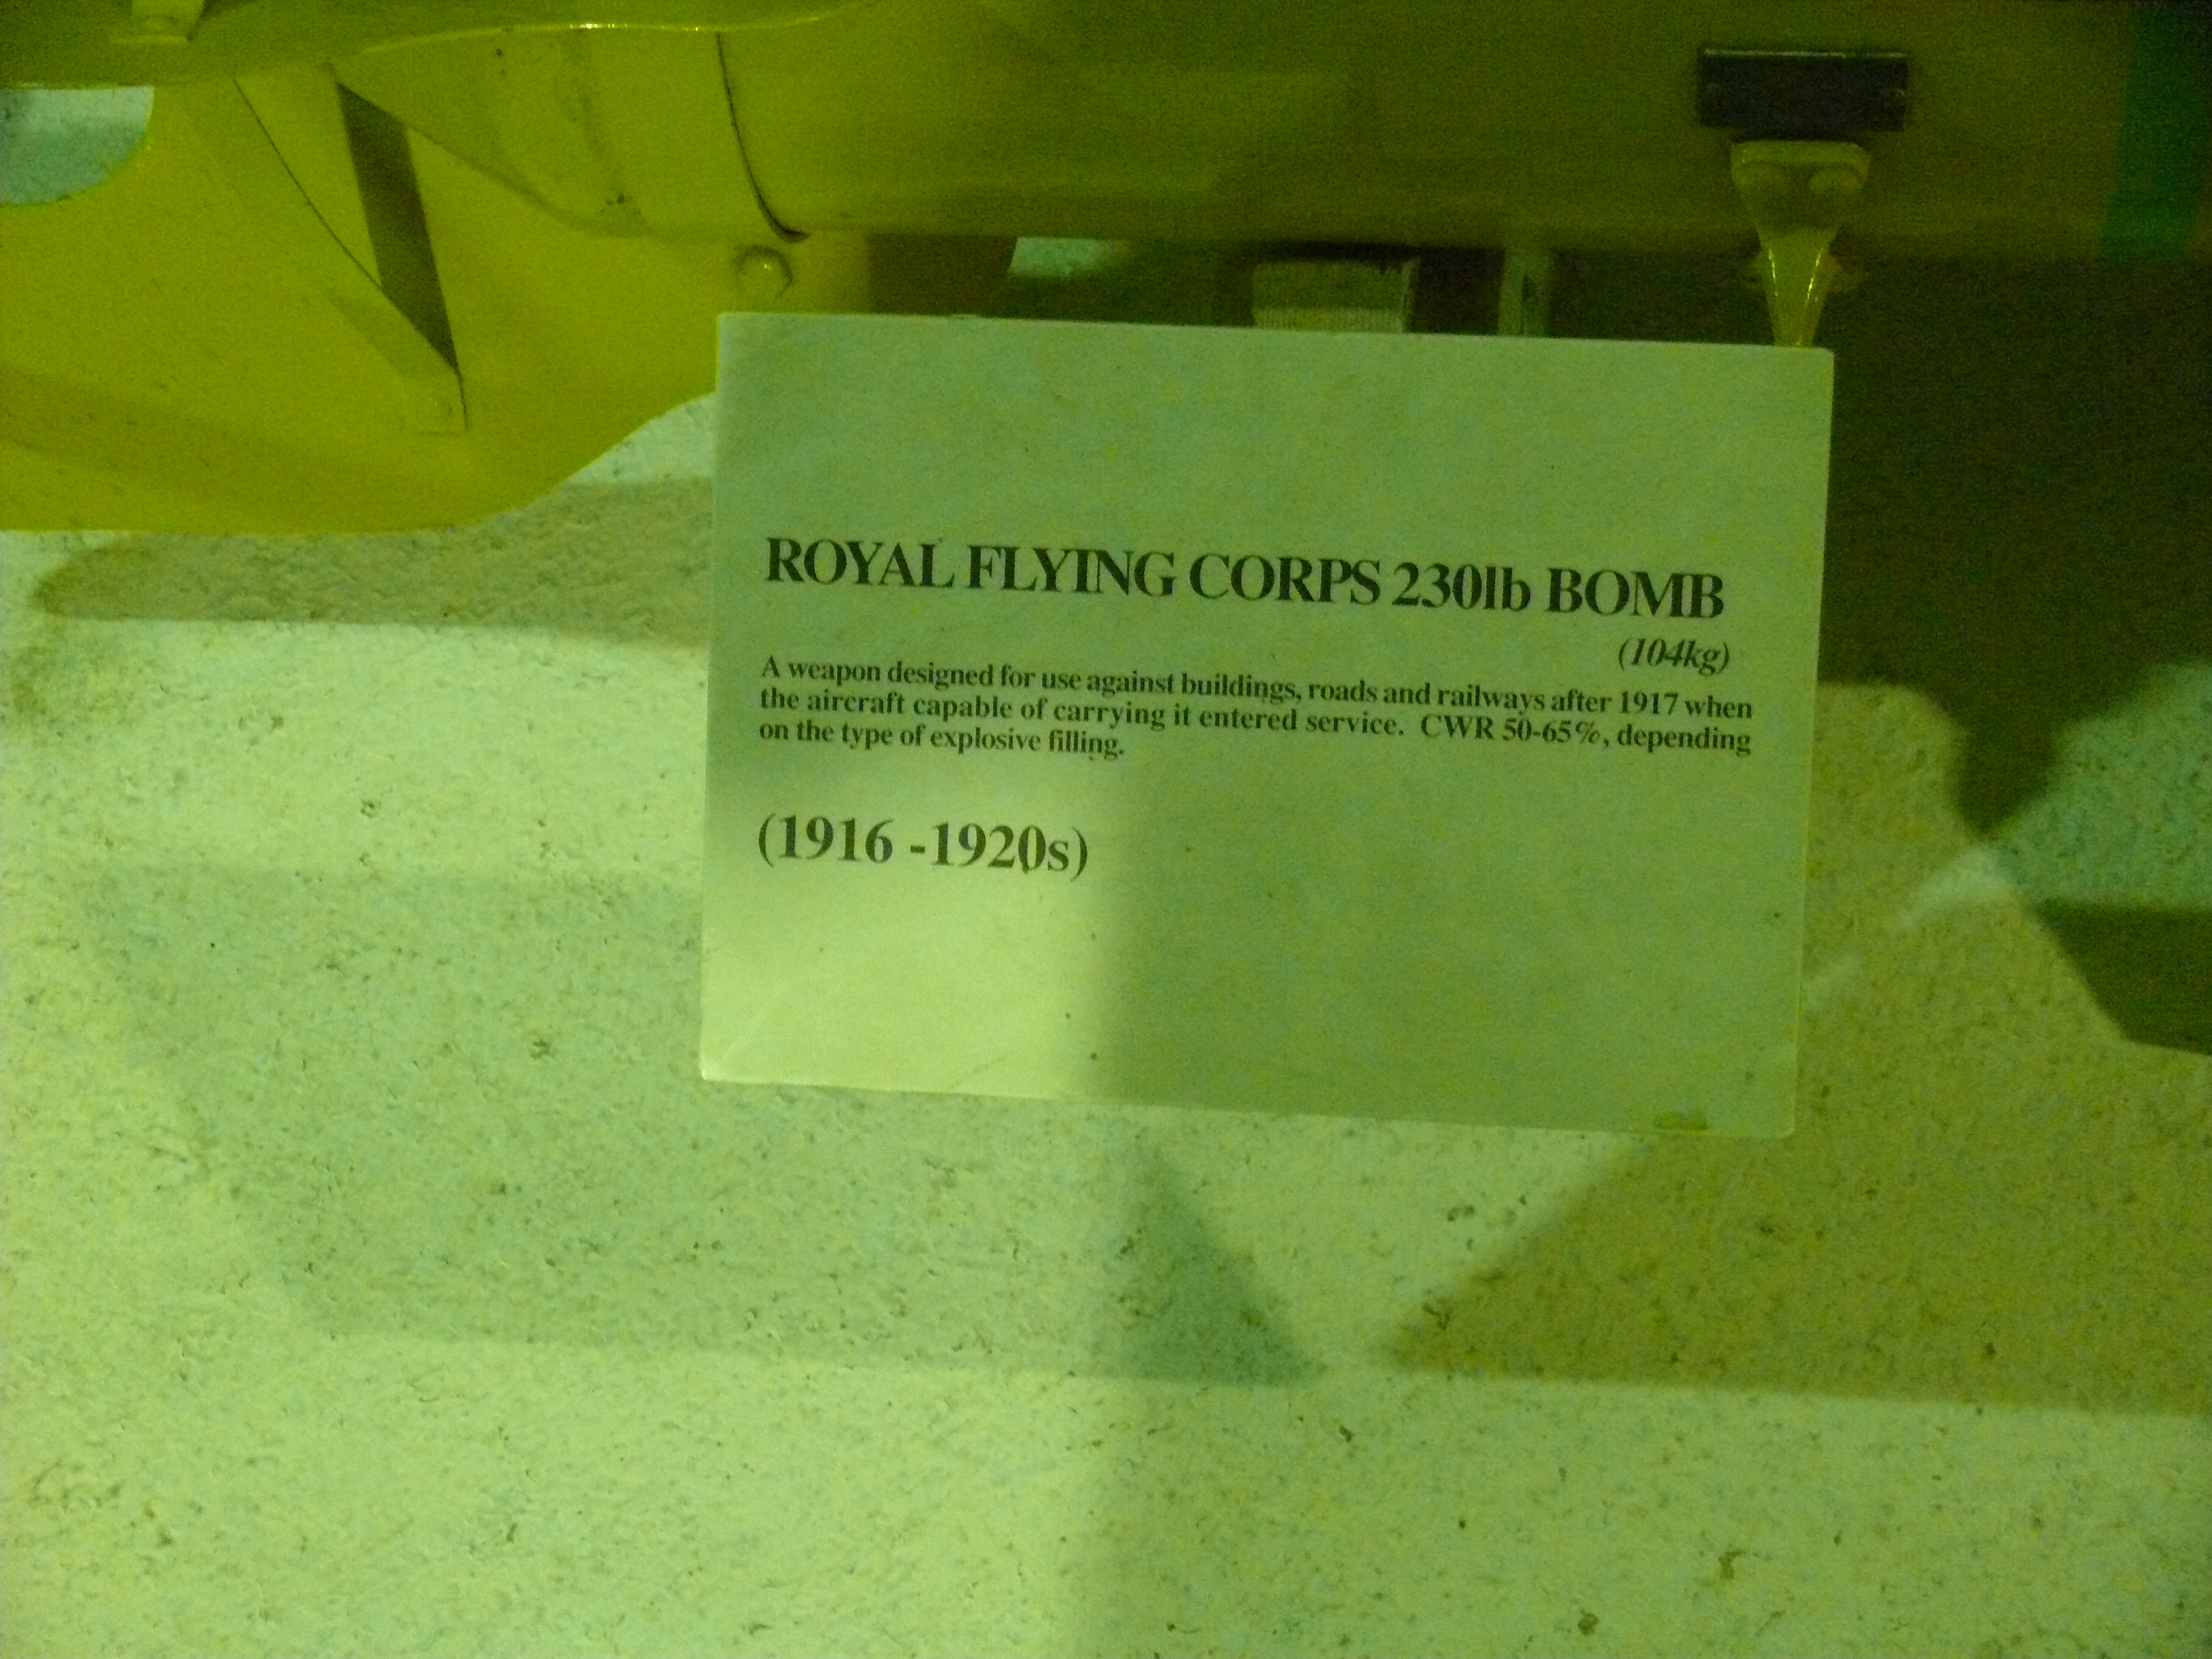 ROYAL FLYING CORPS 230lb BOMB
(104kg)
A weapon designed for use against buildings, roads and railways after 1917 when
the aircraft capable of carrying it entered service. CWR 50-65%, depending
on the type of explosive filling.
(1916 -1920s)